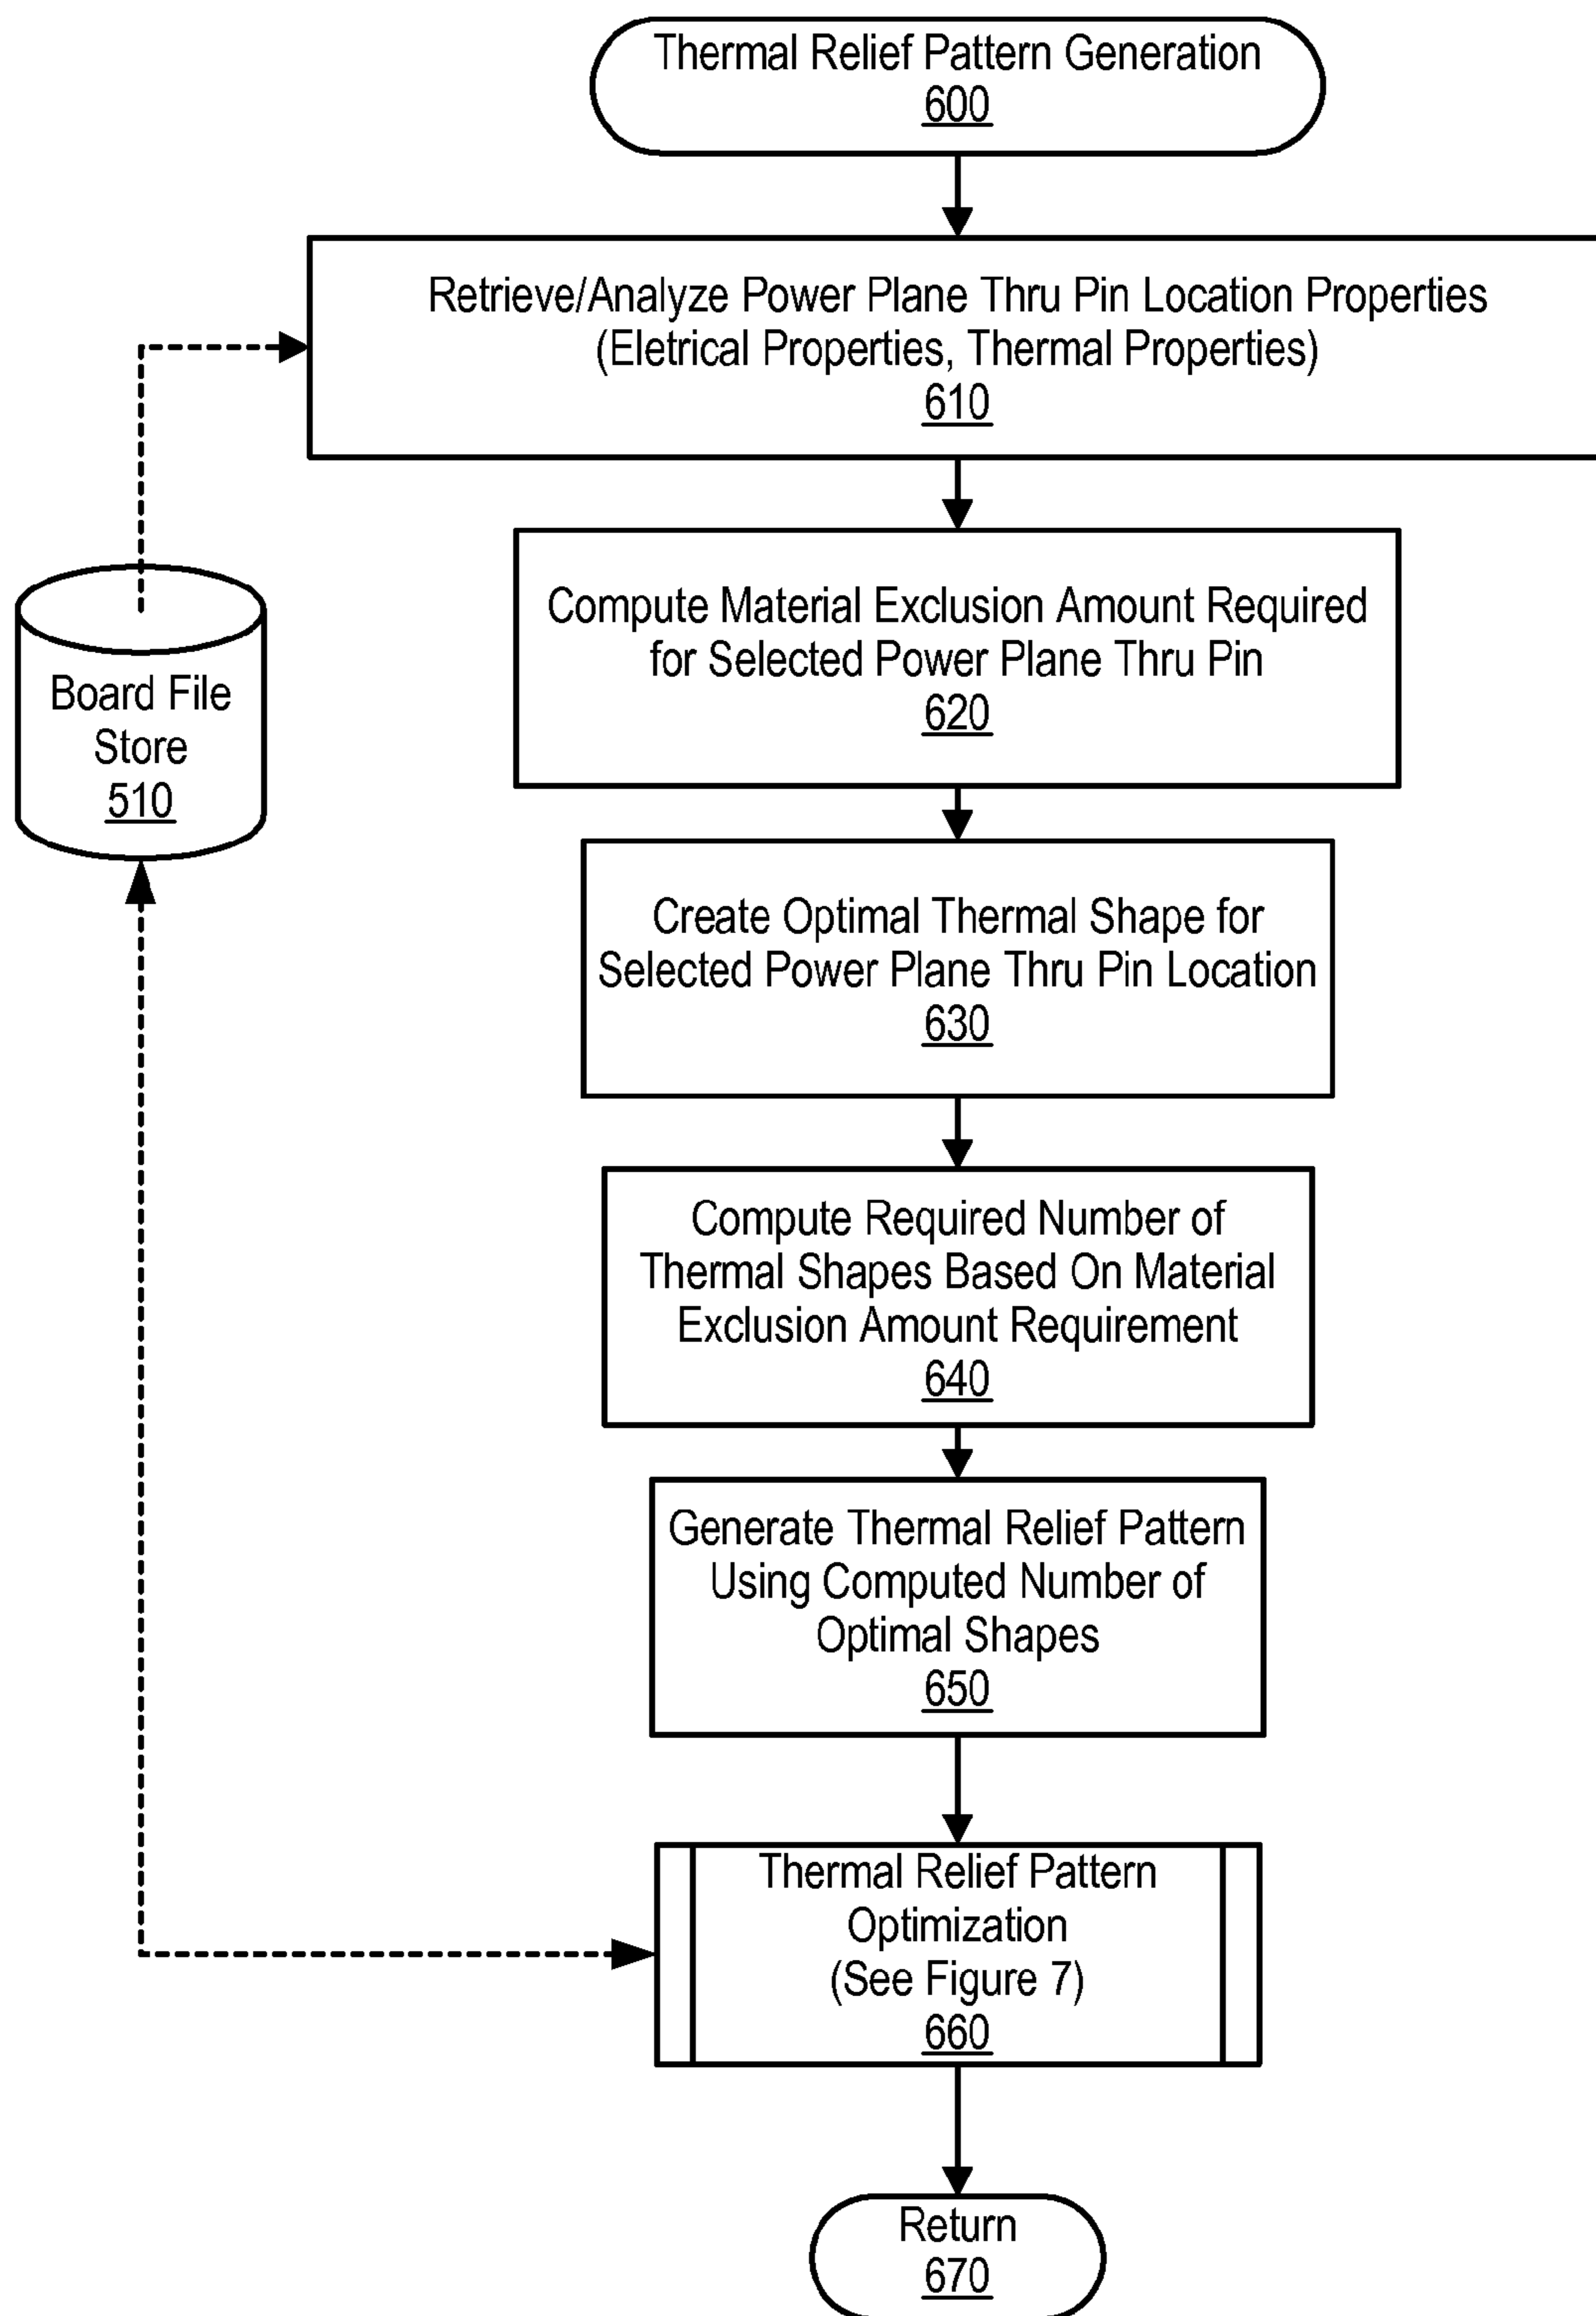 Thermal Relief Pattern Generation
600
Retrieve/Analyze Power Plane Thru Pin Location Properties
(Eletrical Properties, Thermal Properties)
610
Compute Material Exclusion Amount Required
for Selected Power Plane Thru Pin
620
Board File
Store
510
Create Optimal Thermal Shape for
Selected Power Plane Thru Pin Location
630
Compute Required Number of
Thermal Shapes Based On Material
Exclusion Amount Requirement
640
Generate Thermal Relief Pattern
Using Computed Number of
Optimal Shapes
650
Thermal Relief Pattern
Optimization
(See Figure 7)
660
Return
670